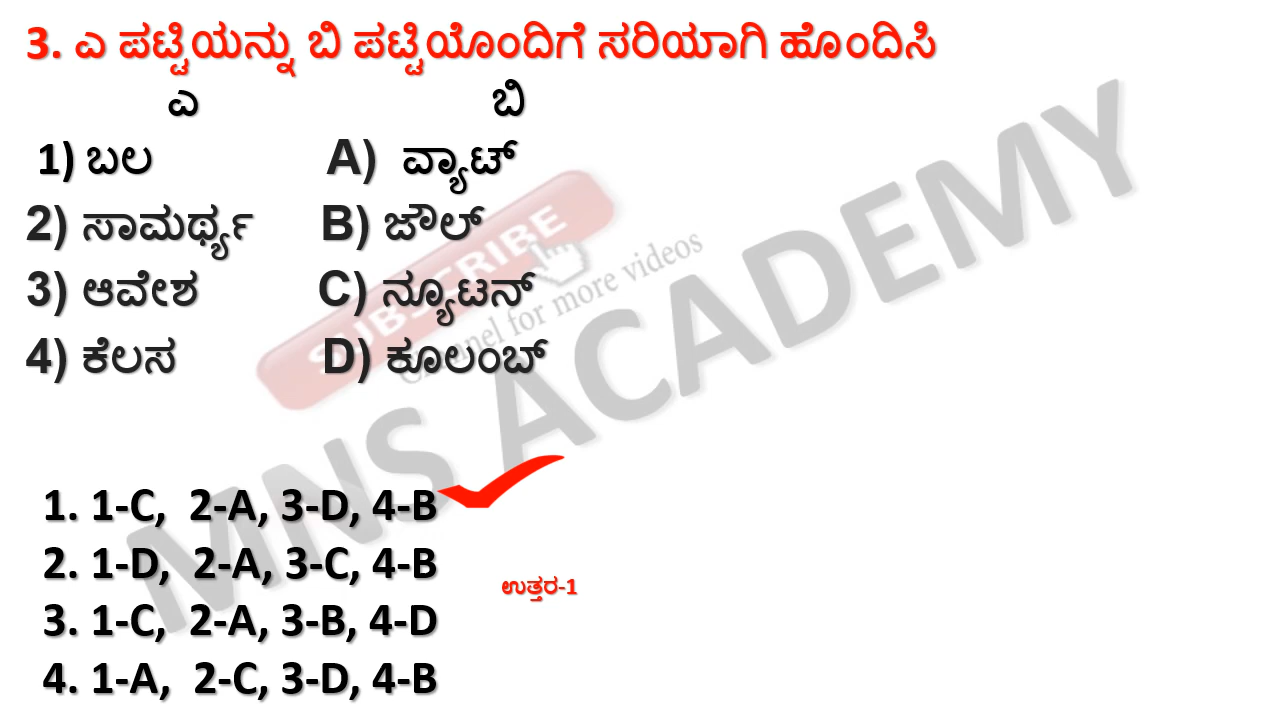 3. ಎ ಪಟ್ಟಿಯನ್ನು ಬಿ ಪಟ್ಟಿಯೊಂದಿಗೆ ಸರಿಯಾಗಿ ಹೊಂದಿಸಿ
ಎ ಬಿ
1) ಬಲ A) ವ್ಯಾಟ್
2) ಸಾಮರ್ಥ್ಯ B) ಜೌಲ್
3) ಆವೇಶ C) ನ್ಯೂಟನ್
4) ಕೆಲಸ D) ಕೂಲಂಬ್
SUBSCRIBE
Channel for more videos
MNS ACADEMY
1. 1-C, 2-A, 3-D, 4-B
2. 1-D, 2-A, 3-C, 4-B
ಉತ್ತರ-1
3. 1-C, 2-A, 3-B, 4-D
4. 1-A, 2-C, 3-D, 4-B